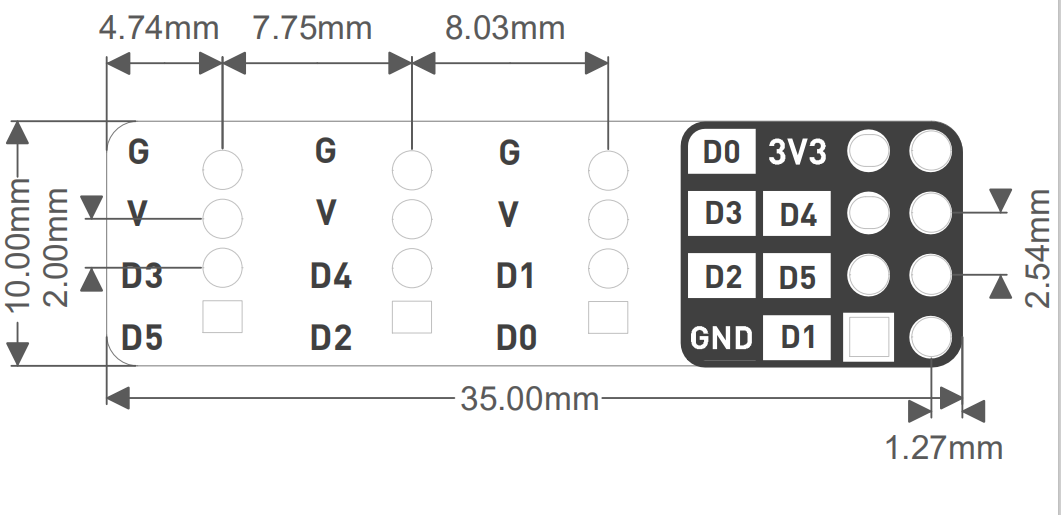 4.74mm 7.75mm 8.03mm
G G G D0 3V3
V V V D3 D4
D3 D4 D1 D2 D5
D5 D2 D0 GND D1
10.00mm
2.00mm
2.54mm
35.00mm
1.27mm